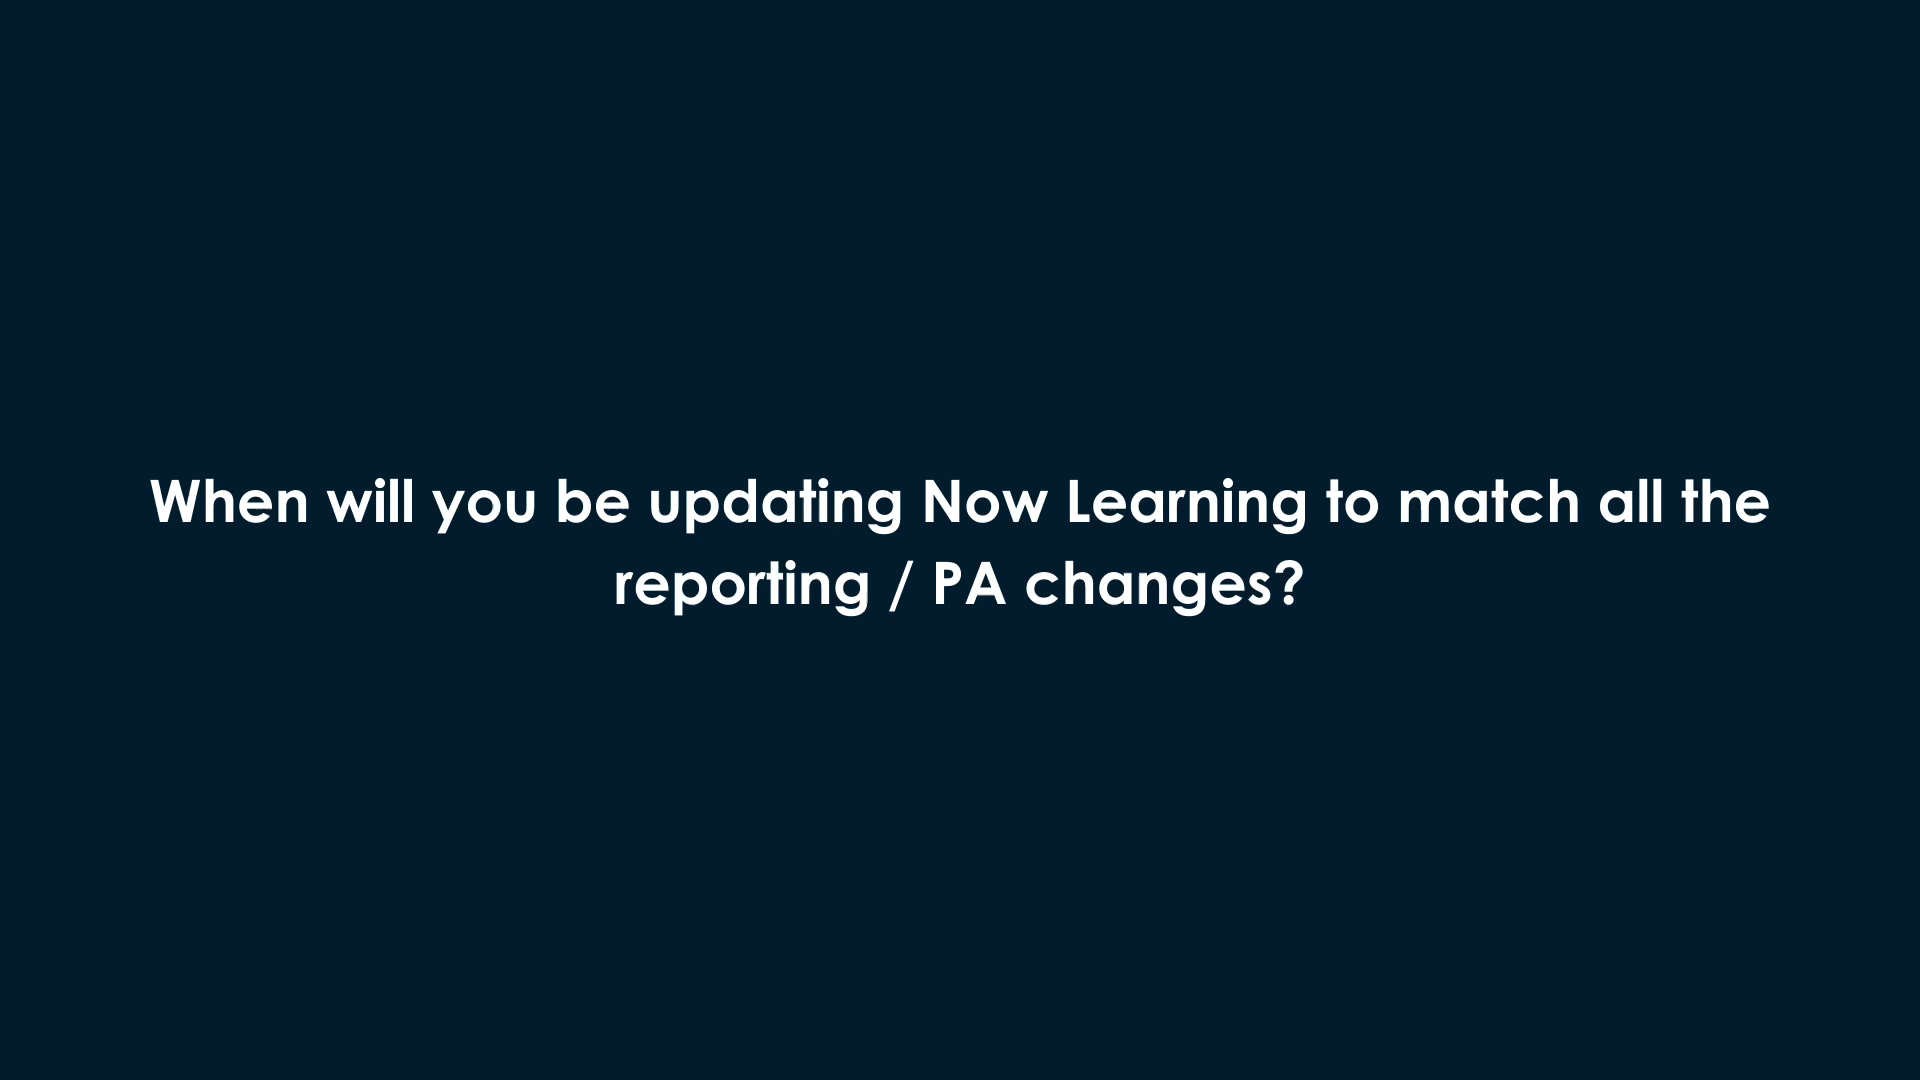 When will you be updating Now Learning to match all the
reporting / PA changes?